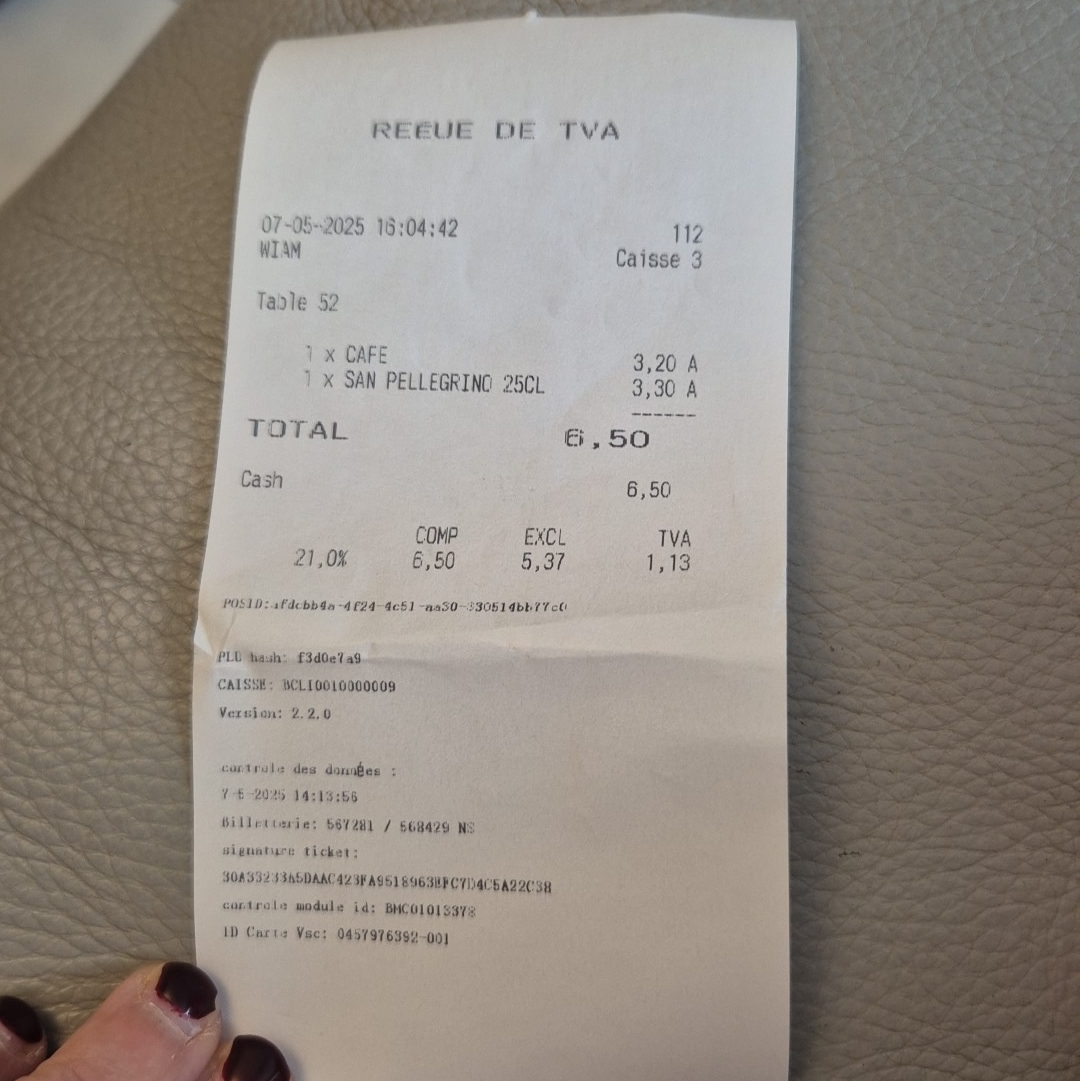 REEUE DE TVA
07-05-2025 16:04:42 112
WIAM Caisse 3
Table 52
1 x CAFE 3,20 A
1 x SAN PELLEGRINO 25CL 3,30 A
------
TOTAL 6,50
Cash 6,50
COMP EXCL TVA
21,0% 6,50 5,37 1,13
PLU hash: f3d0e7a9
CAISSE: BCLI0010000009
Version: 2.2.0
controle des données :
14:13:56
Billetterie: 567281 / 568429 NS
signature ticket:
controle module id: BMC01013378
ID Carte Vsc: 0457976392-001